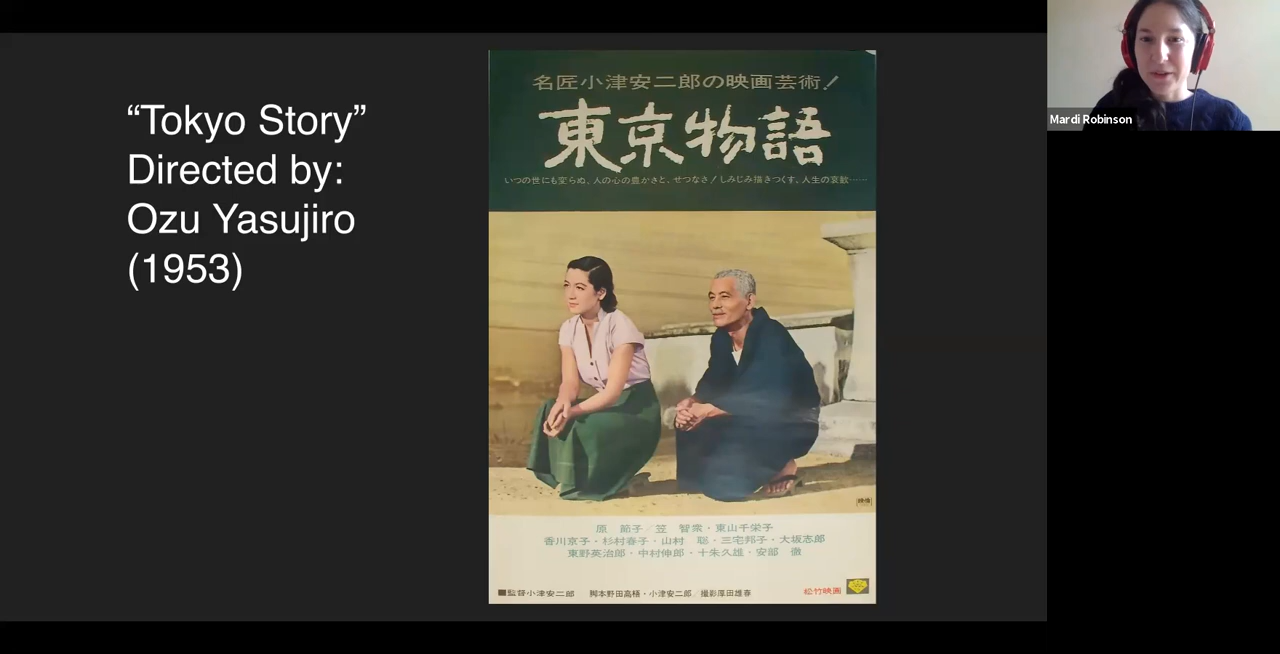 “Tokyo Story”
Directed by:
Ozu Yasujiro
(1953)
名匠小津安二郎の映画芸術!
東京物語
いつの世にも変らぬ、人の心の豊かさと、せつなさ!しみじみ描きつくす、人生の哀歓……
原 節子/笠 智衆・東山千栄子
香川京子・杉村春子・山村 聡・三宅邦子・大坂志郎
東野英治郎・中村伸郎・十朱久雄・安部 徹
■監督小津安二郎 脚本野田高梧・小津安二郎/撮影厚田雄春
松竹映画
Mardi Robinson